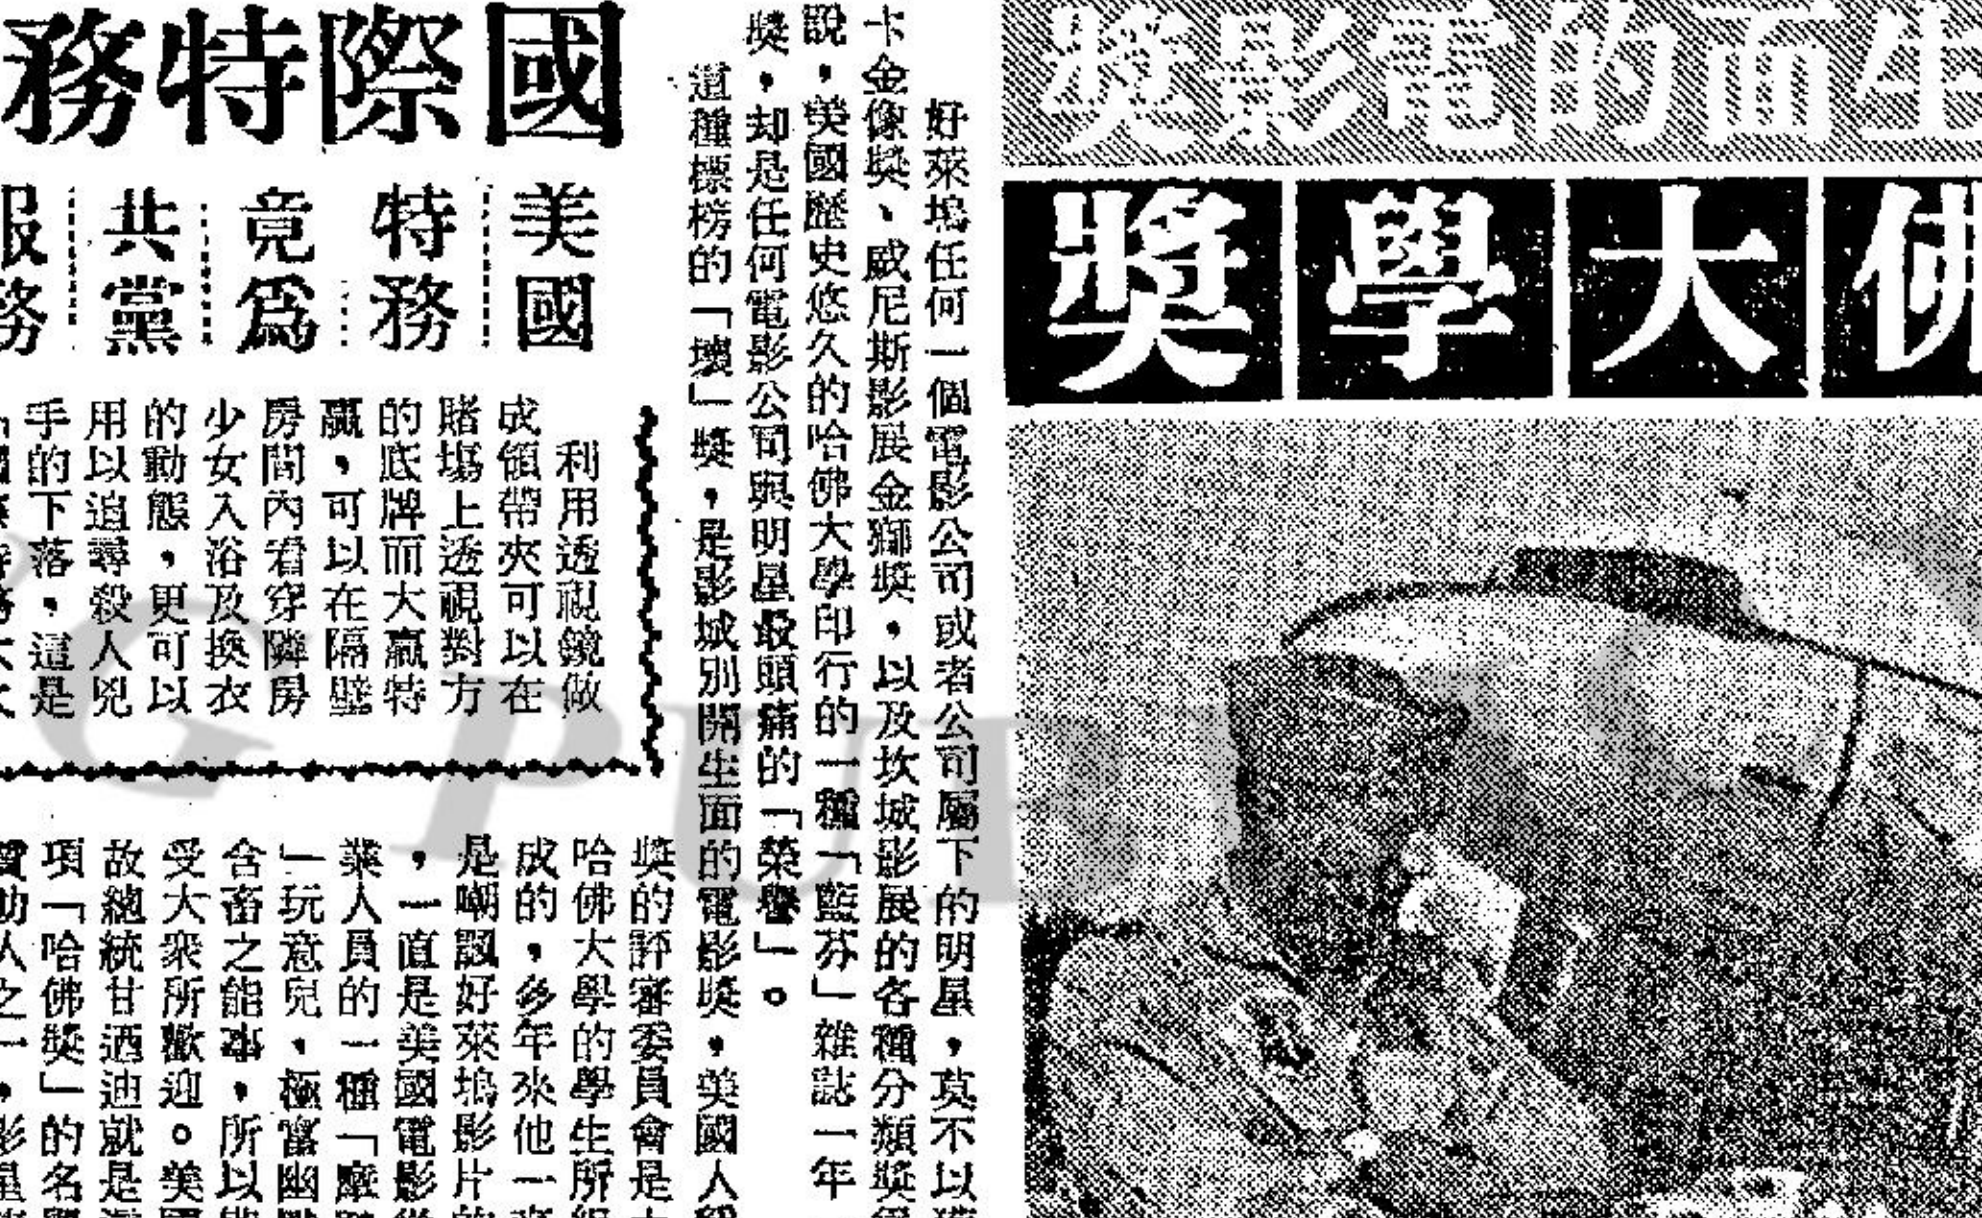 生而的電影獎
佛大學獎
好萊塢任何一個電影公司或者公司屬下的明星，莫不以獲
卡金像獎、威尼斯影展金獅獎，以及坎城影展的各種分類獎
說，美國歷史悠久的哈佛大學印行的一種「藍芬」雜誌一年
獎，却是任何電影公司與明星最頭痛的「榮譽」。
這種標榜的「壞」獎，是影城別開生面的電影獎，美國人
獎的評審委員會是
哈佛大學的學生所組
成的，多年來他一
是嘲諷好萊塢影片的
，一直是美國電影從
業人員的一種「
」玩意兒，極富幽
含畜之能事，所以
受大衆所歡迎。美國
故總統甘迺迪就是
項「哈佛獎」的名
贊助人之一，影星
國際特務
美國
特務
竟爲
共黨
服務
利用透視鏡做
成領帶夾可以在
賭場上透視對方
的底牌而大贏特
贏，可以在隔壁
房間內看穿隣房
少女入浴及換衣
的動態，更可以
用以追尋殺人兇
手的下落，這是
PUB